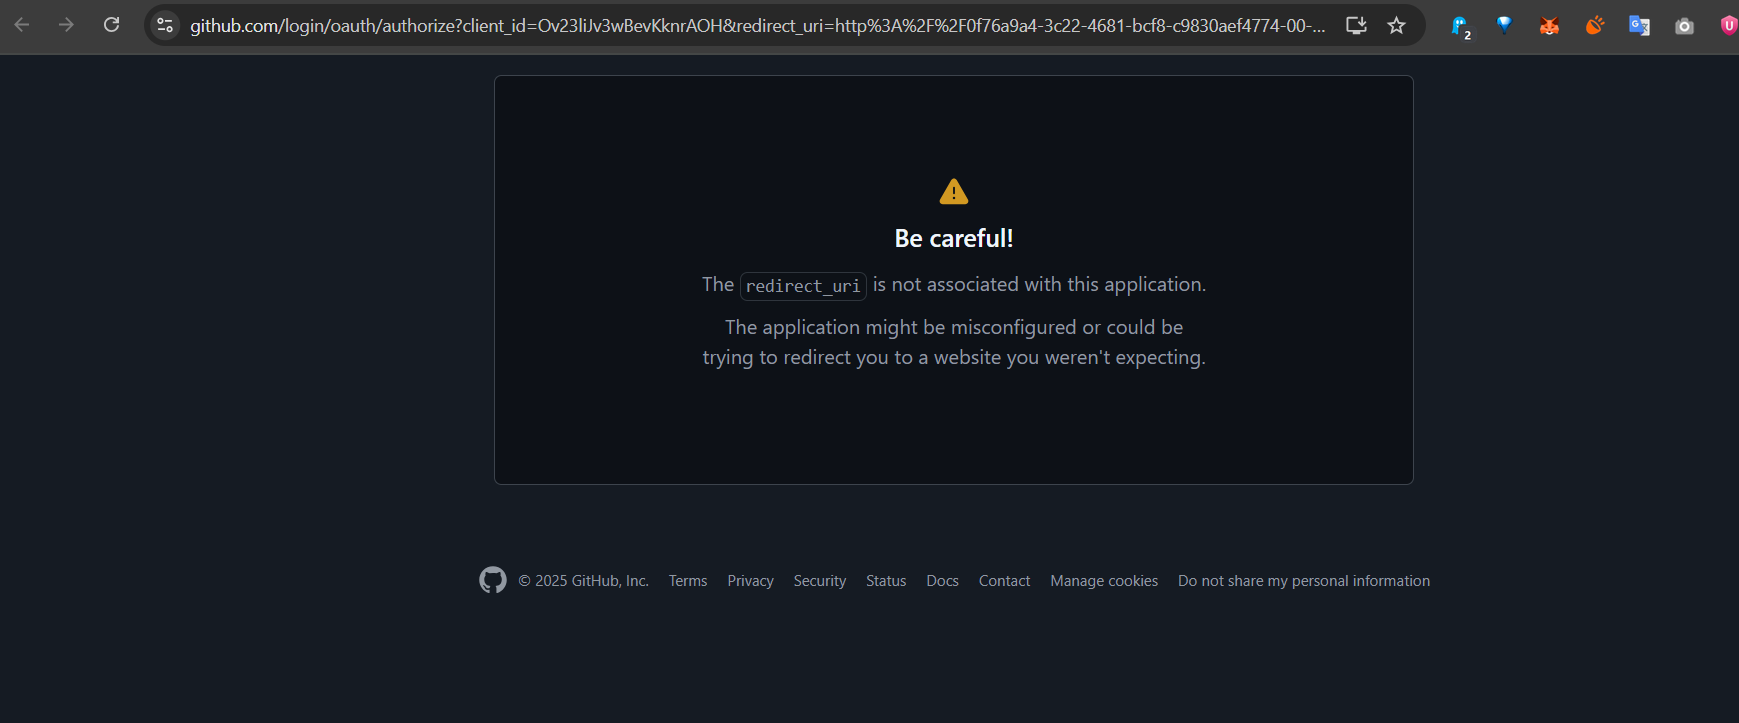 github.com/login/oauth/authorize?client_id=Ov23liJv3wBevKknrAOH&redirect_uri=http%3A%2F%2F0f76a9a4-3c22-4681-bcf8-c9830aef4774-00-...
2
G
U
Be careful!
The redirect_uri is not associated with this application.
The application might be misconfigured or could be
trying to redirect you to a website you weren't expecting.
© 2025 GitHub, Inc. Terms Privacy Security Status Docs Contact Manage cookies Do not share my personal information